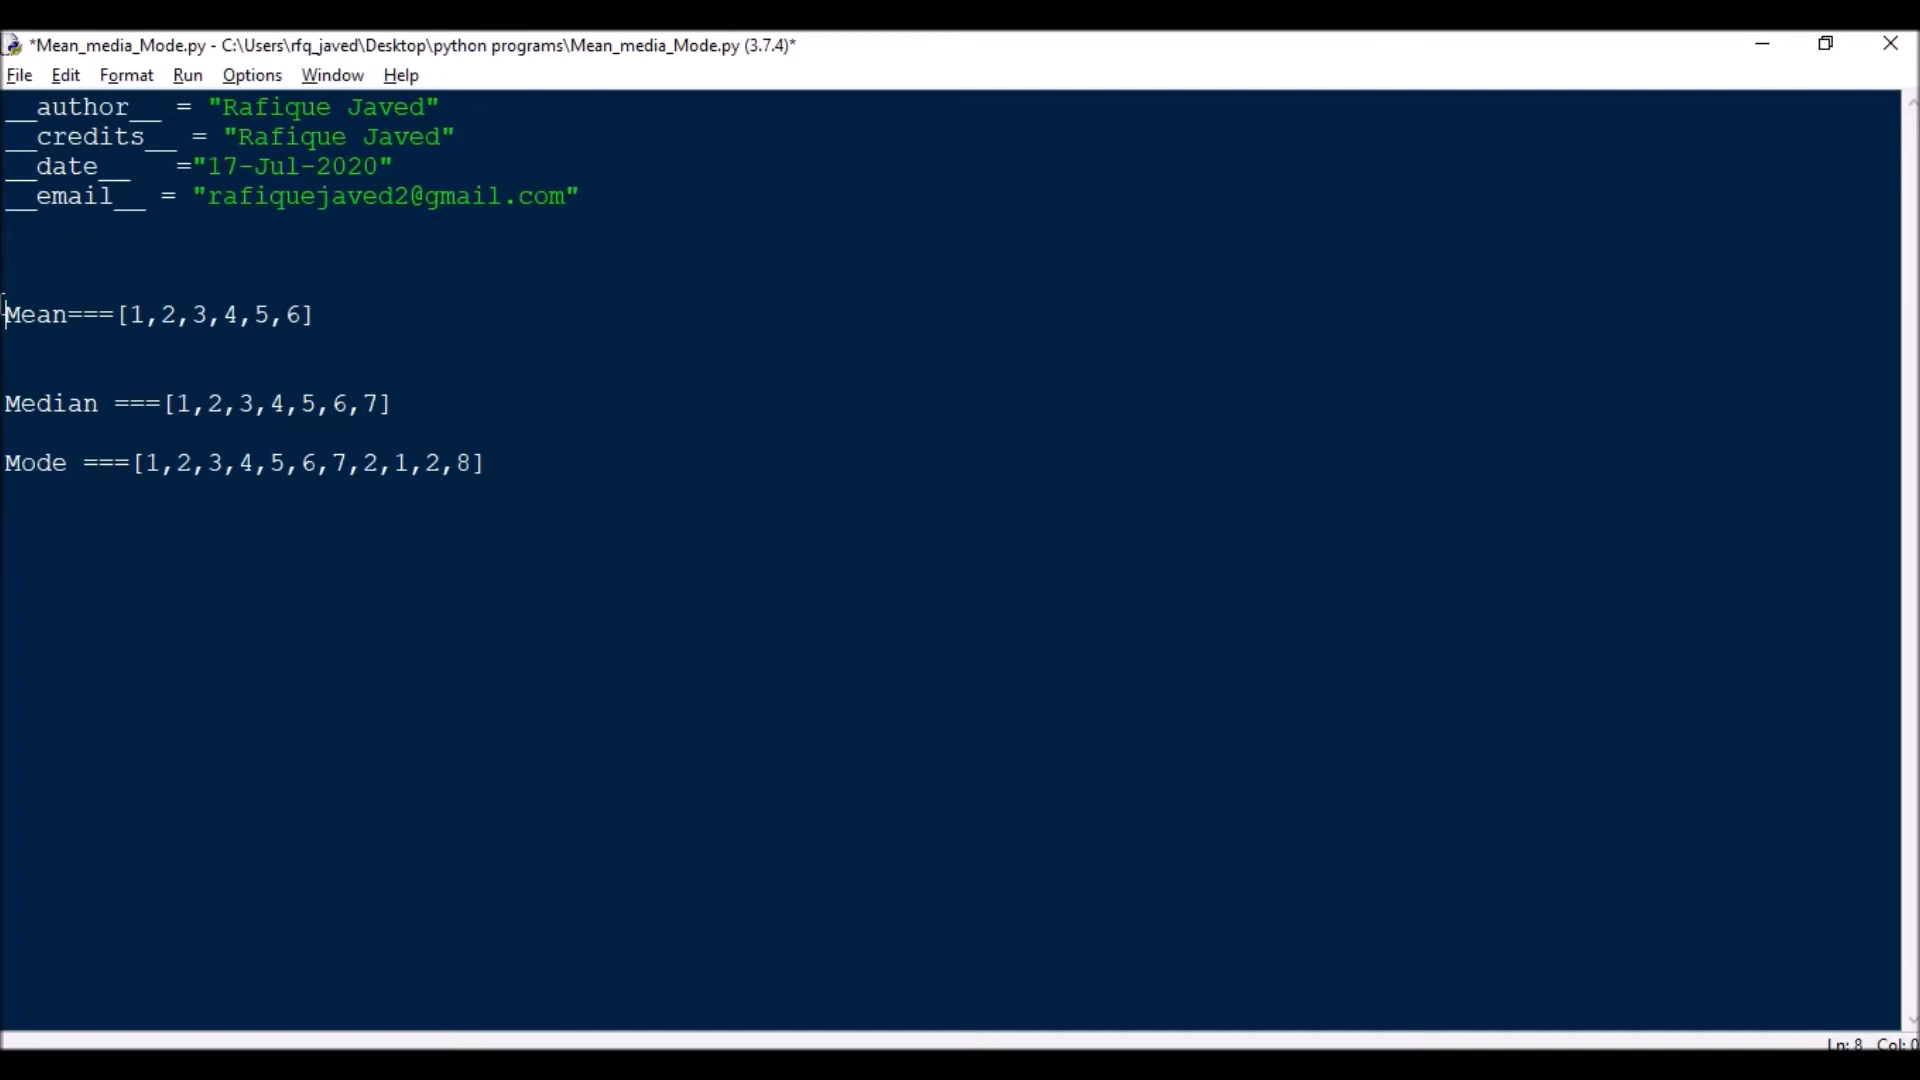 *Mean_media_Mode.py - C:\Users\rfq_javed\Desktop\python programs\Mean_media_Mode.py (3.7.4)*
File Edit Format Run Options Window Help
__author__ = "Rafique Javed"
__credits__ = "Rafique Javed"
__date__   ="17-Jul-2020"
__email__ = "rafiquejaved2@gmail.com"
Mean===[1,2,3,4,5,6]
Median ===[1,2,3,4,5,6,7]
Mode ===[1,2,3,4,5,6,7,2,1,2,8]
Ln: 8 Col: 0